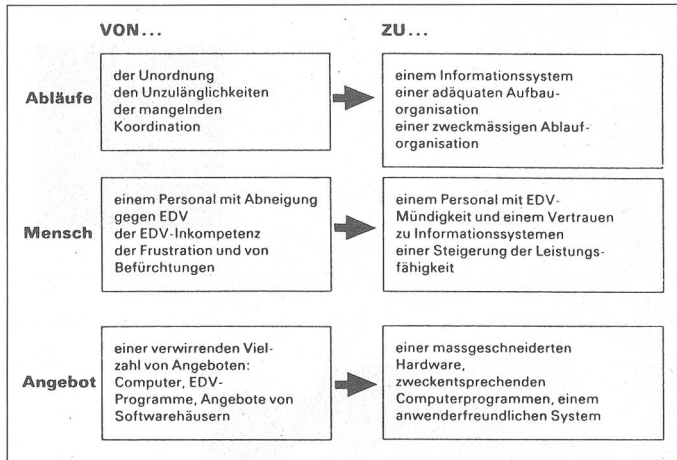 VON...
ZU...
Abläufe
der Unordnung
den Unzulänglichkeiten
der mangelnden
Koordination
einem Informationssystem
einer adäquaten Aufbau-
organisation
einer zweckmässigen Ablauf-
organisation
Mensch
einem Personal mit Abneigung
gegen EDV
der EDV-Inkompetenz
der Frustration und von
Befürchtungen
einem Personal mit EDV-
Mündigkeit und einem Vertrauen
zu Informationssystemen
einer Steigerung der Leistungs-
fähigkeit
Angebot
einer verwirrenden Viel-
zahl von Angeboten:
Computer, EDV-
Programme, Angebote von
Softwarehäusern
einer massgeschneiderten
Hardware,
zweckentsprechenden
Computerprogrammen, einem
anwenderfreundlichen System